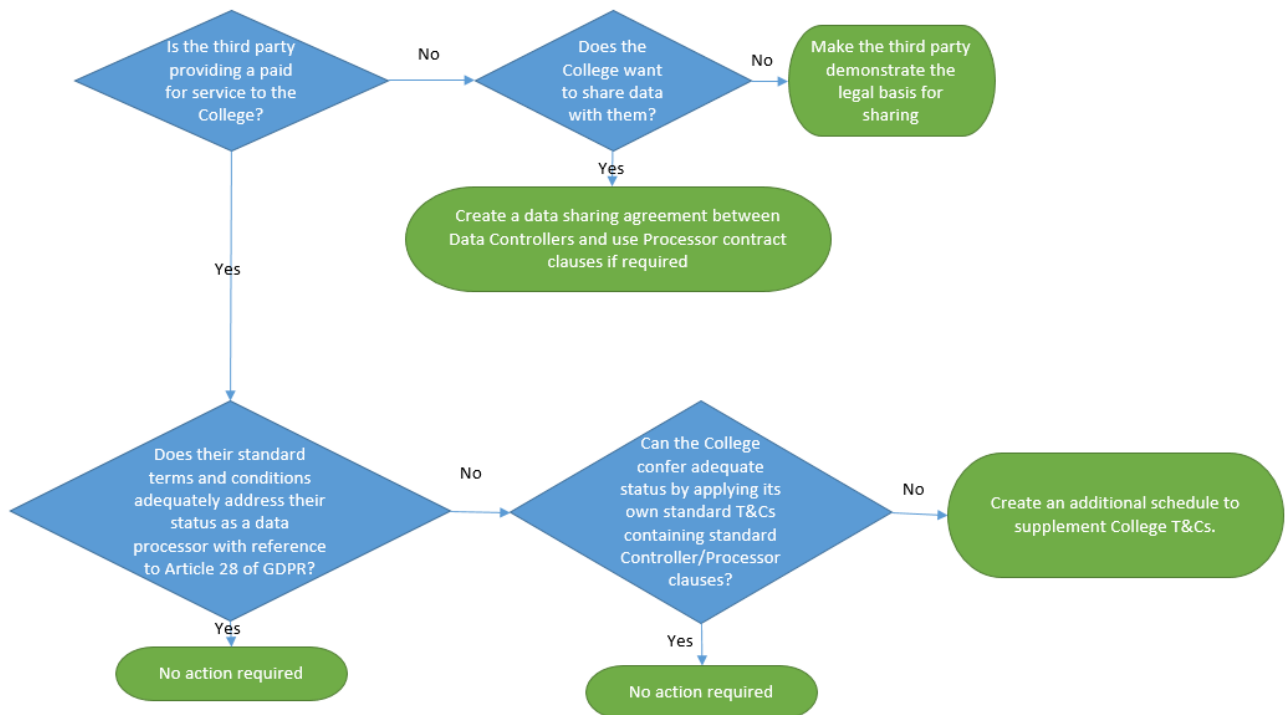 Is the third party
providing a paid
for service to the
College?
No
Does the
College want
to share data
with them?
No
Make the third party
demonstrate the
legal basis for
sharing
Yes
Create a data sharing agreement between
Data Controllers and use Processor contract
clauses if required
Yes
Does their standard
terms and conditions
adequately address their
status as a data
processor with reference
to Article 28 of GDPR?
No
Can the College
confer adequate
status by applying its
own standard T&Cs
containing standard
Controller/Processor
clauses?
No
Create an additional schedule to
supplement College T&Cs.
Yes
No action required
Yes
No action required